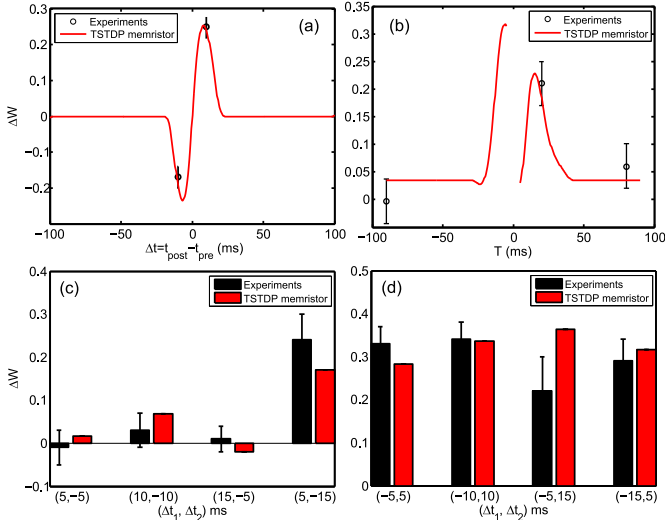 Experiments
TSTDP memristor
(a)
0.3
0.2
0.1
0
−0.1
−0.2
ΔW
−100
−50
0
50
100
Δt=t_post−t_pre (ms)
Experiments
TSTDP memristor
(b)
0.35
0.3
0.25
0.2
0.15
0.1
0.05
0
−100
−50
0
50
100
T (ms)
(c)
Experiments
TSTDP memristor
0.4
0.3
0.2
0.1
0
−0.1
ΔW
(5,−5)
(10,−10)
(15,−5)
(5,−15)
(Δt₁, Δt₂) ms
Experiments
TSTDP memristor
(d)
0.5
0.4
0.3
0.2
0.1
0
(−5,5)
(−10,10)
(−5,15)
(−15,5)
(Δt₁, Δt₂) ms